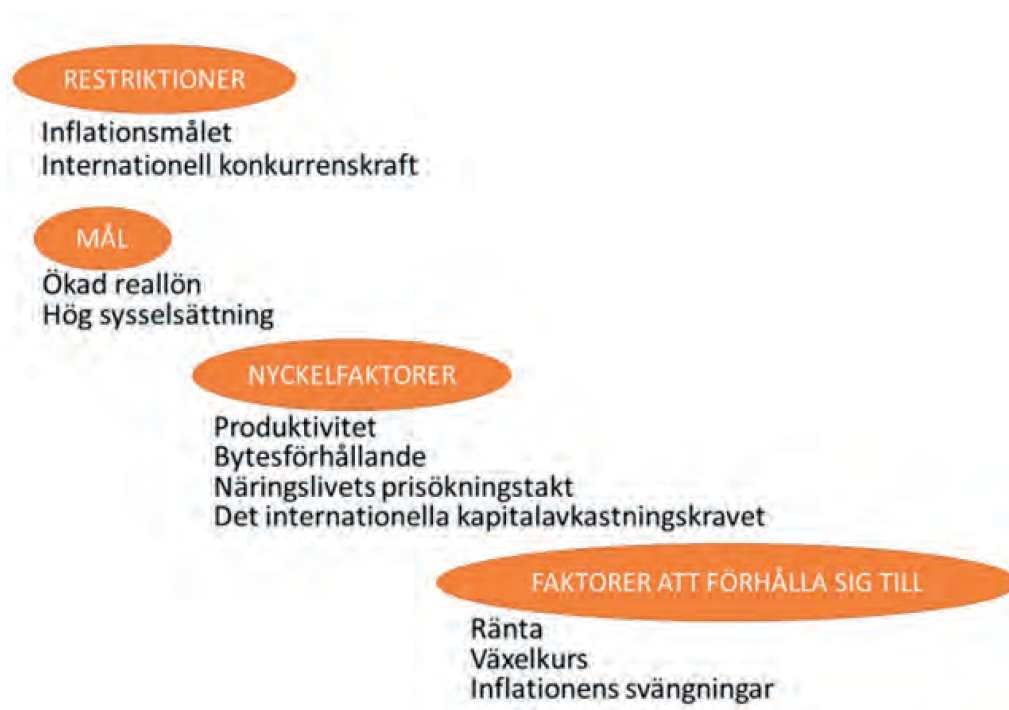 RESTRIKTIONER
Inflationsmålet
Internationell konkurrenskraft
MÅL
Ökad reallön
Hög sysselsättning
NYCKELFAKTORER
Produktivitet
Bytesförhållande
Näringslivets prisökningstakt
Det internationella kapitalavkastningskravet
FAKTORER ATT FÖRHÅLLA SIG TILL
Ränta
Växelkurs
Inflationens svängningar